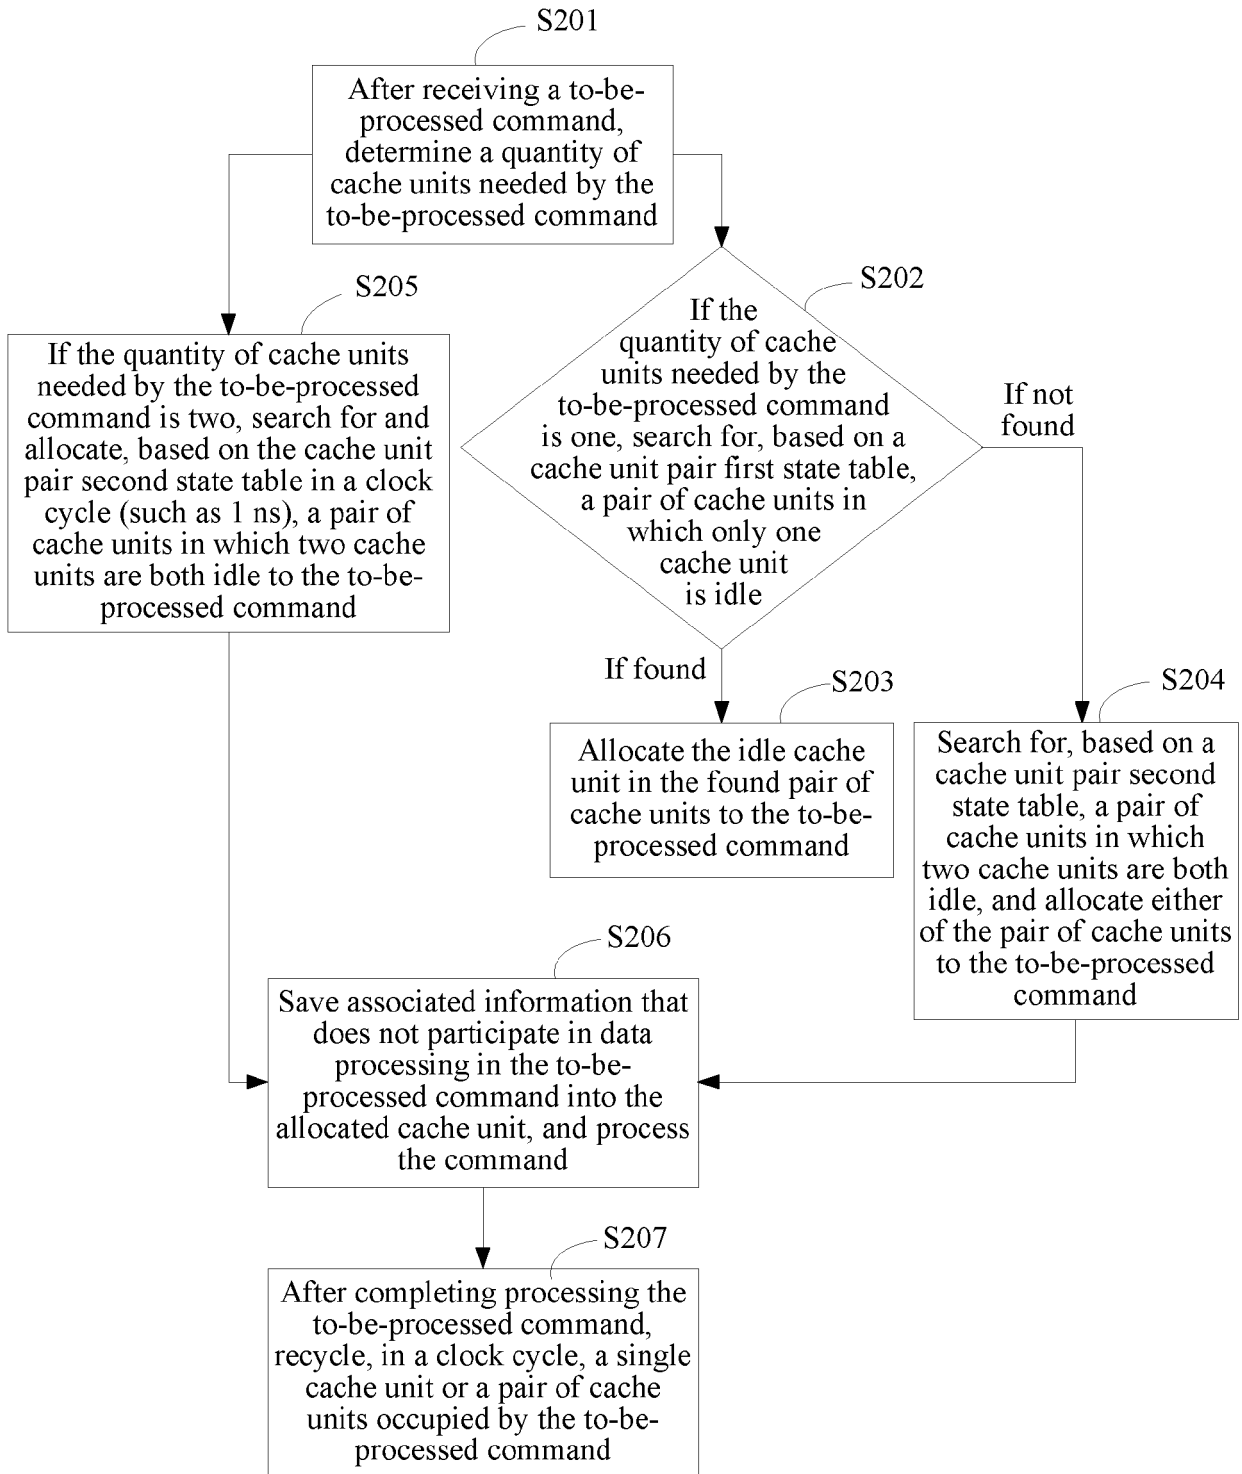 S201
After receiving a to-be-
processed command,
determine a quantity of
cache units needed by the
to-be-processed command
S205
If the quantity of cache units
needed by the to-be-processed
command is two, search for and
allocate, based on the cache unit
pair second state table in a clock
cycle (such as 1 ns), a pair of
cache units in which two cache
units are both idle to the to-be-
processed command
S202
If the
quantity of cache
units needed by the
to-be-processed command
is one, search for, based on a
cache unit pair first state table,
a pair of cache units in
which only one
cache unit
is idle
If not
found
If found
S203
Allocate the idle cache
unit in the found pair of
cache units to the to-be-
processed command
S204
Search for, based on a
cache unit pair second
state table, a pair of
cache units in which
two cache units are both
idle, and allocate either
of the pair of cache units
to the to-be-processed
command
S206
Save associated information that
does not participate in data
processing in the to-be-
processed command into the
allocated cache unit, and process
the command
S207
After completing processing the
to-be-processed command,
recycle, in a clock cycle, a single
cache unit or a pair of cache
units occupied by the to-be-
processed command